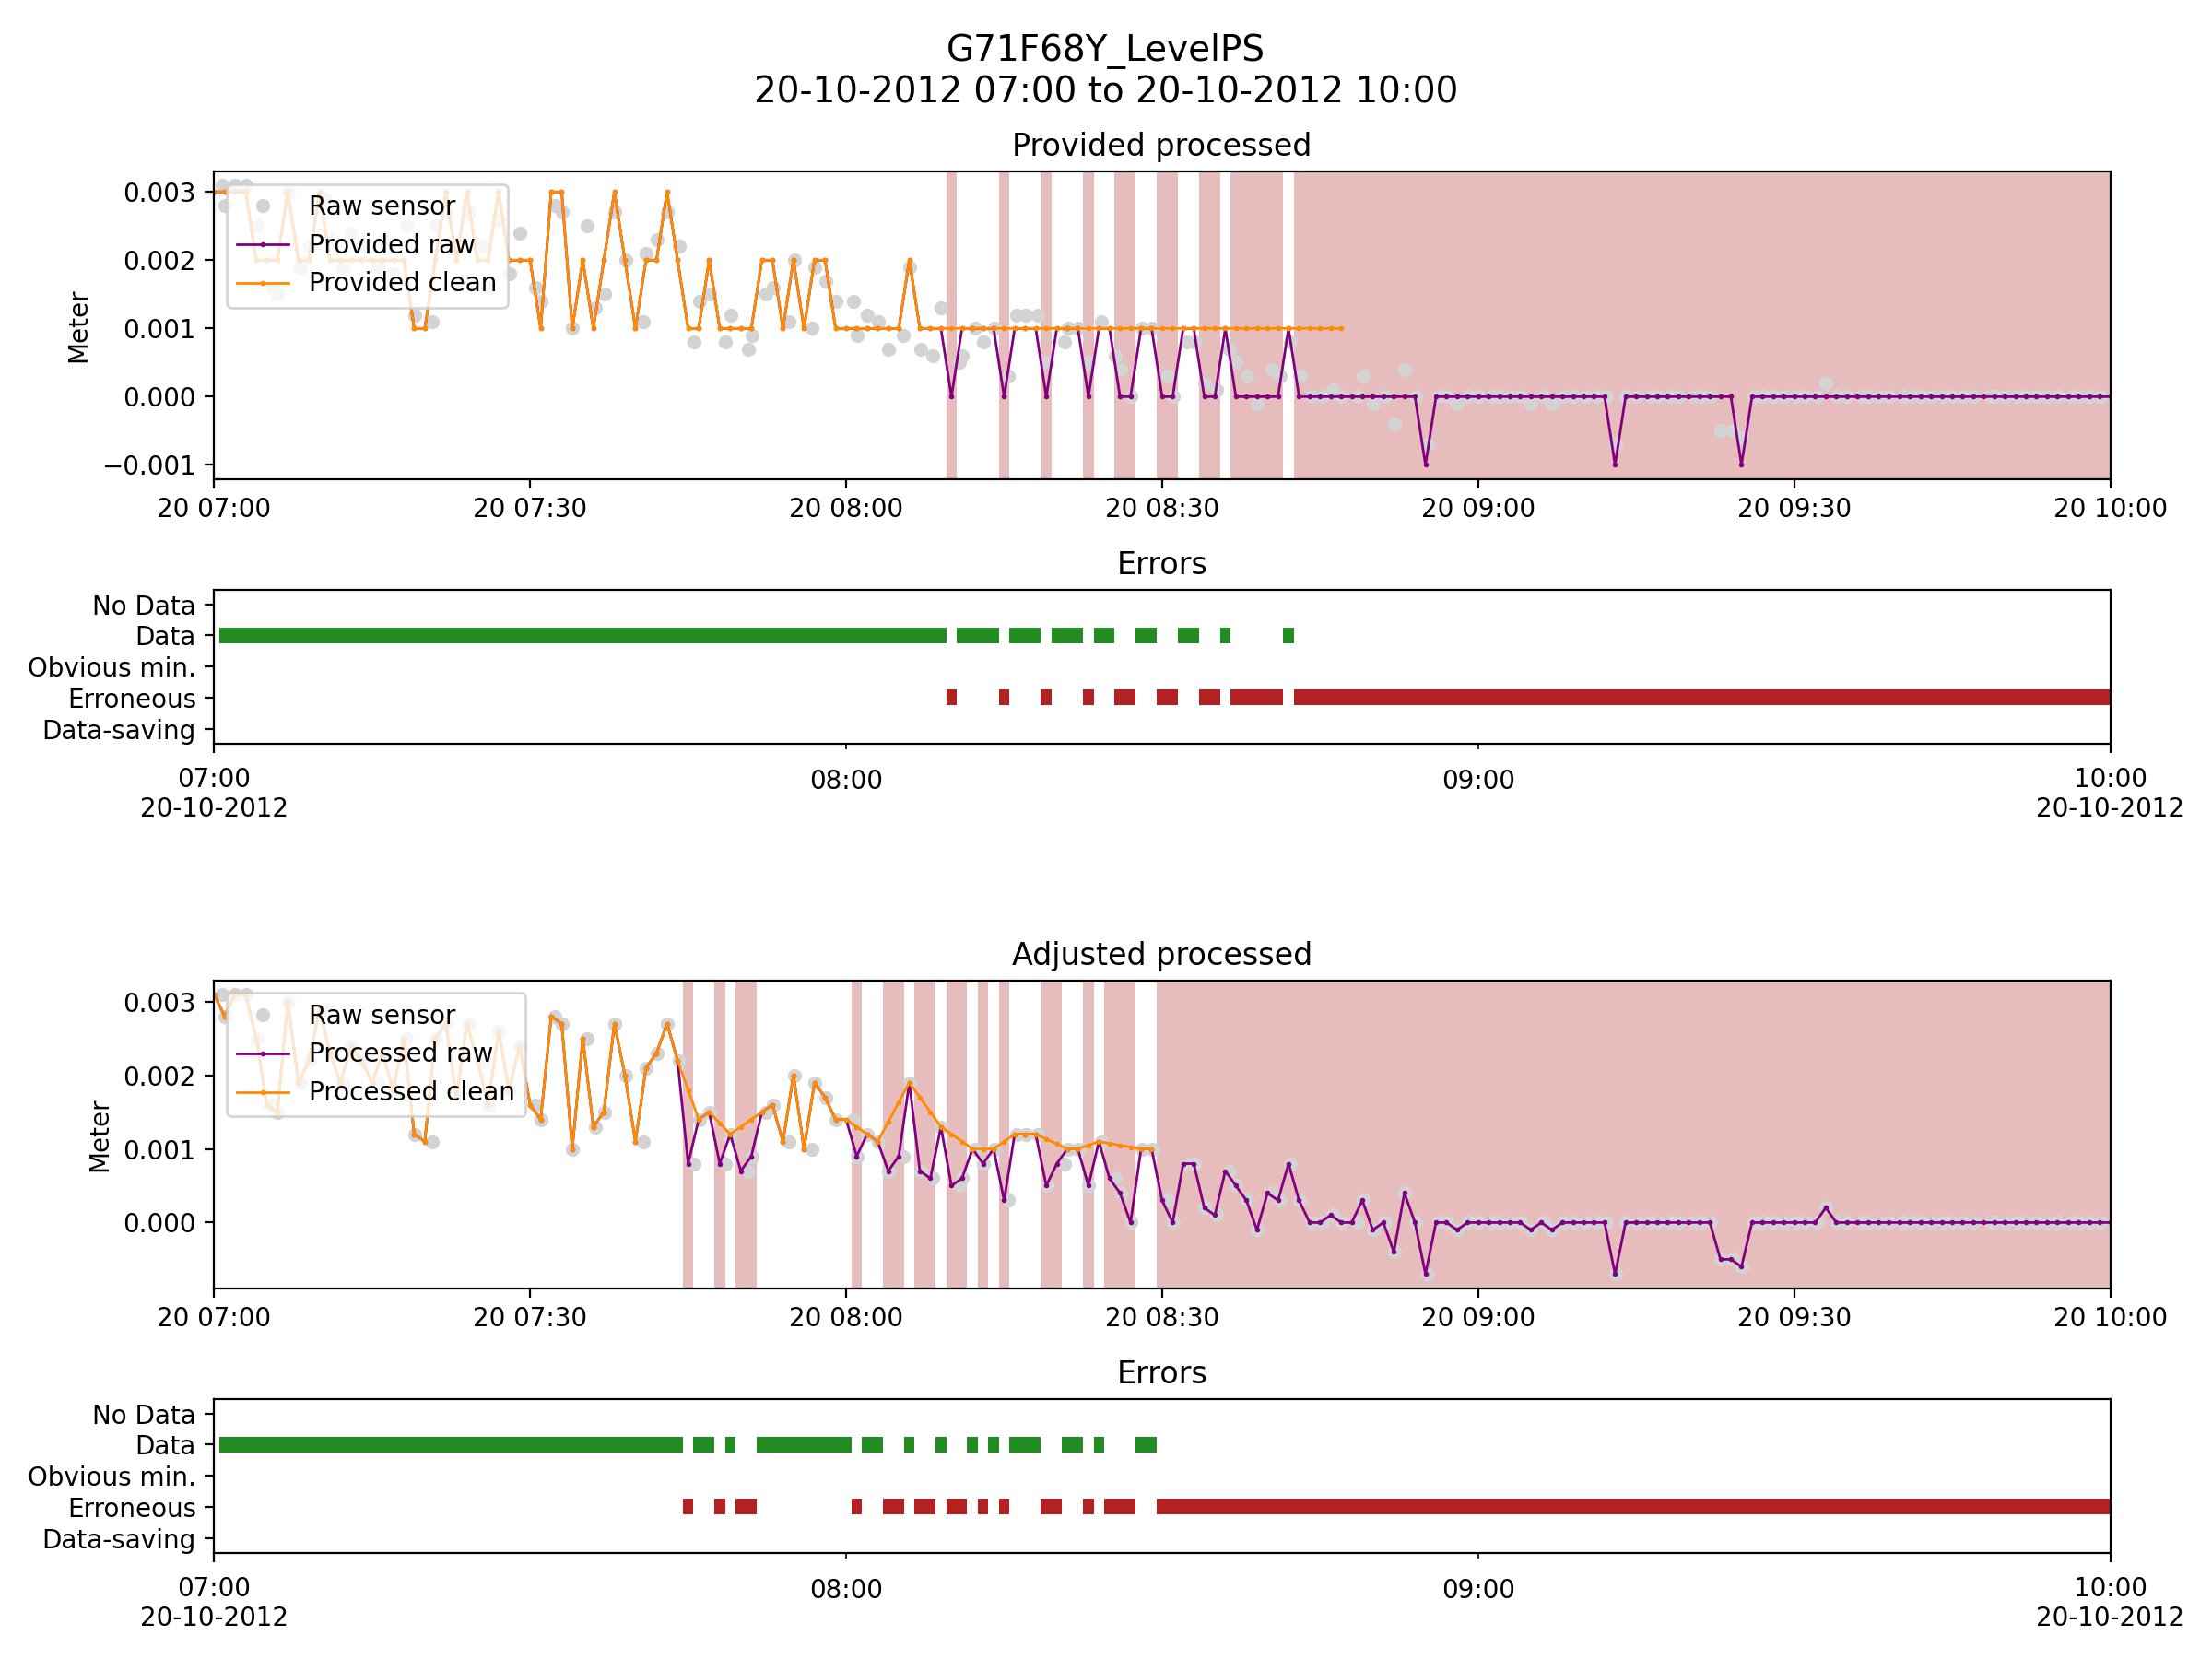 G71F68Y_LevelPS
20-10-2012 07:00 to 20-10-2012 10:00
Provided processed
Meter
0.003
0.002
0.001
0.000
−0.001
Raw sensor
Provided raw
Provided clean
20 07:00 20 07:30 20 08:00 20 08:30 20 09:00 20 09:30 20 10:00
Errors
No Data
Data
Obvious min.
Erroneous
Data-saving
07:00 08:00 09:00 10:00
20-10-2012 20-10-2012
Adjusted processed
Meter
0.003
0.002
0.001
0.000
Raw sensor
Processed raw
Processed clean
20 07:00 20 07:30 20 08:00 20 08:30 20 09:00 20 09:30 20 10:00
Errors
No Data
Data
Obvious min.
Erroneous
Data-saving
07:00 08:00 09:00 10:00
20-10-2012 20-10-2012